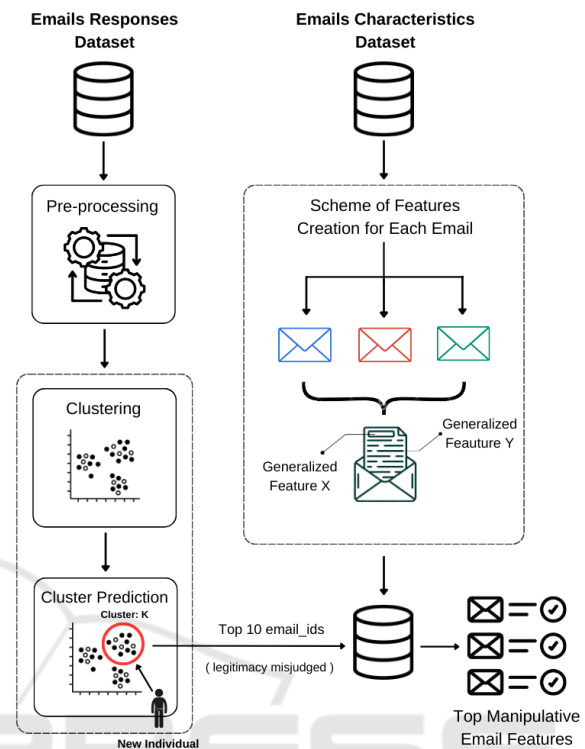 Emails Responses
Dataset
Emails Characteristics
Dataset
Pre-processing
Scheme of Features
Creation for Each Email
Clustering
Generalized
Feauture Y
Generalized
Feature X
Cluster Prediction
Cluster: K
Top 10 email_ids
( legitimacy misjudged )
New Individual
Top Manipulative
Email Features